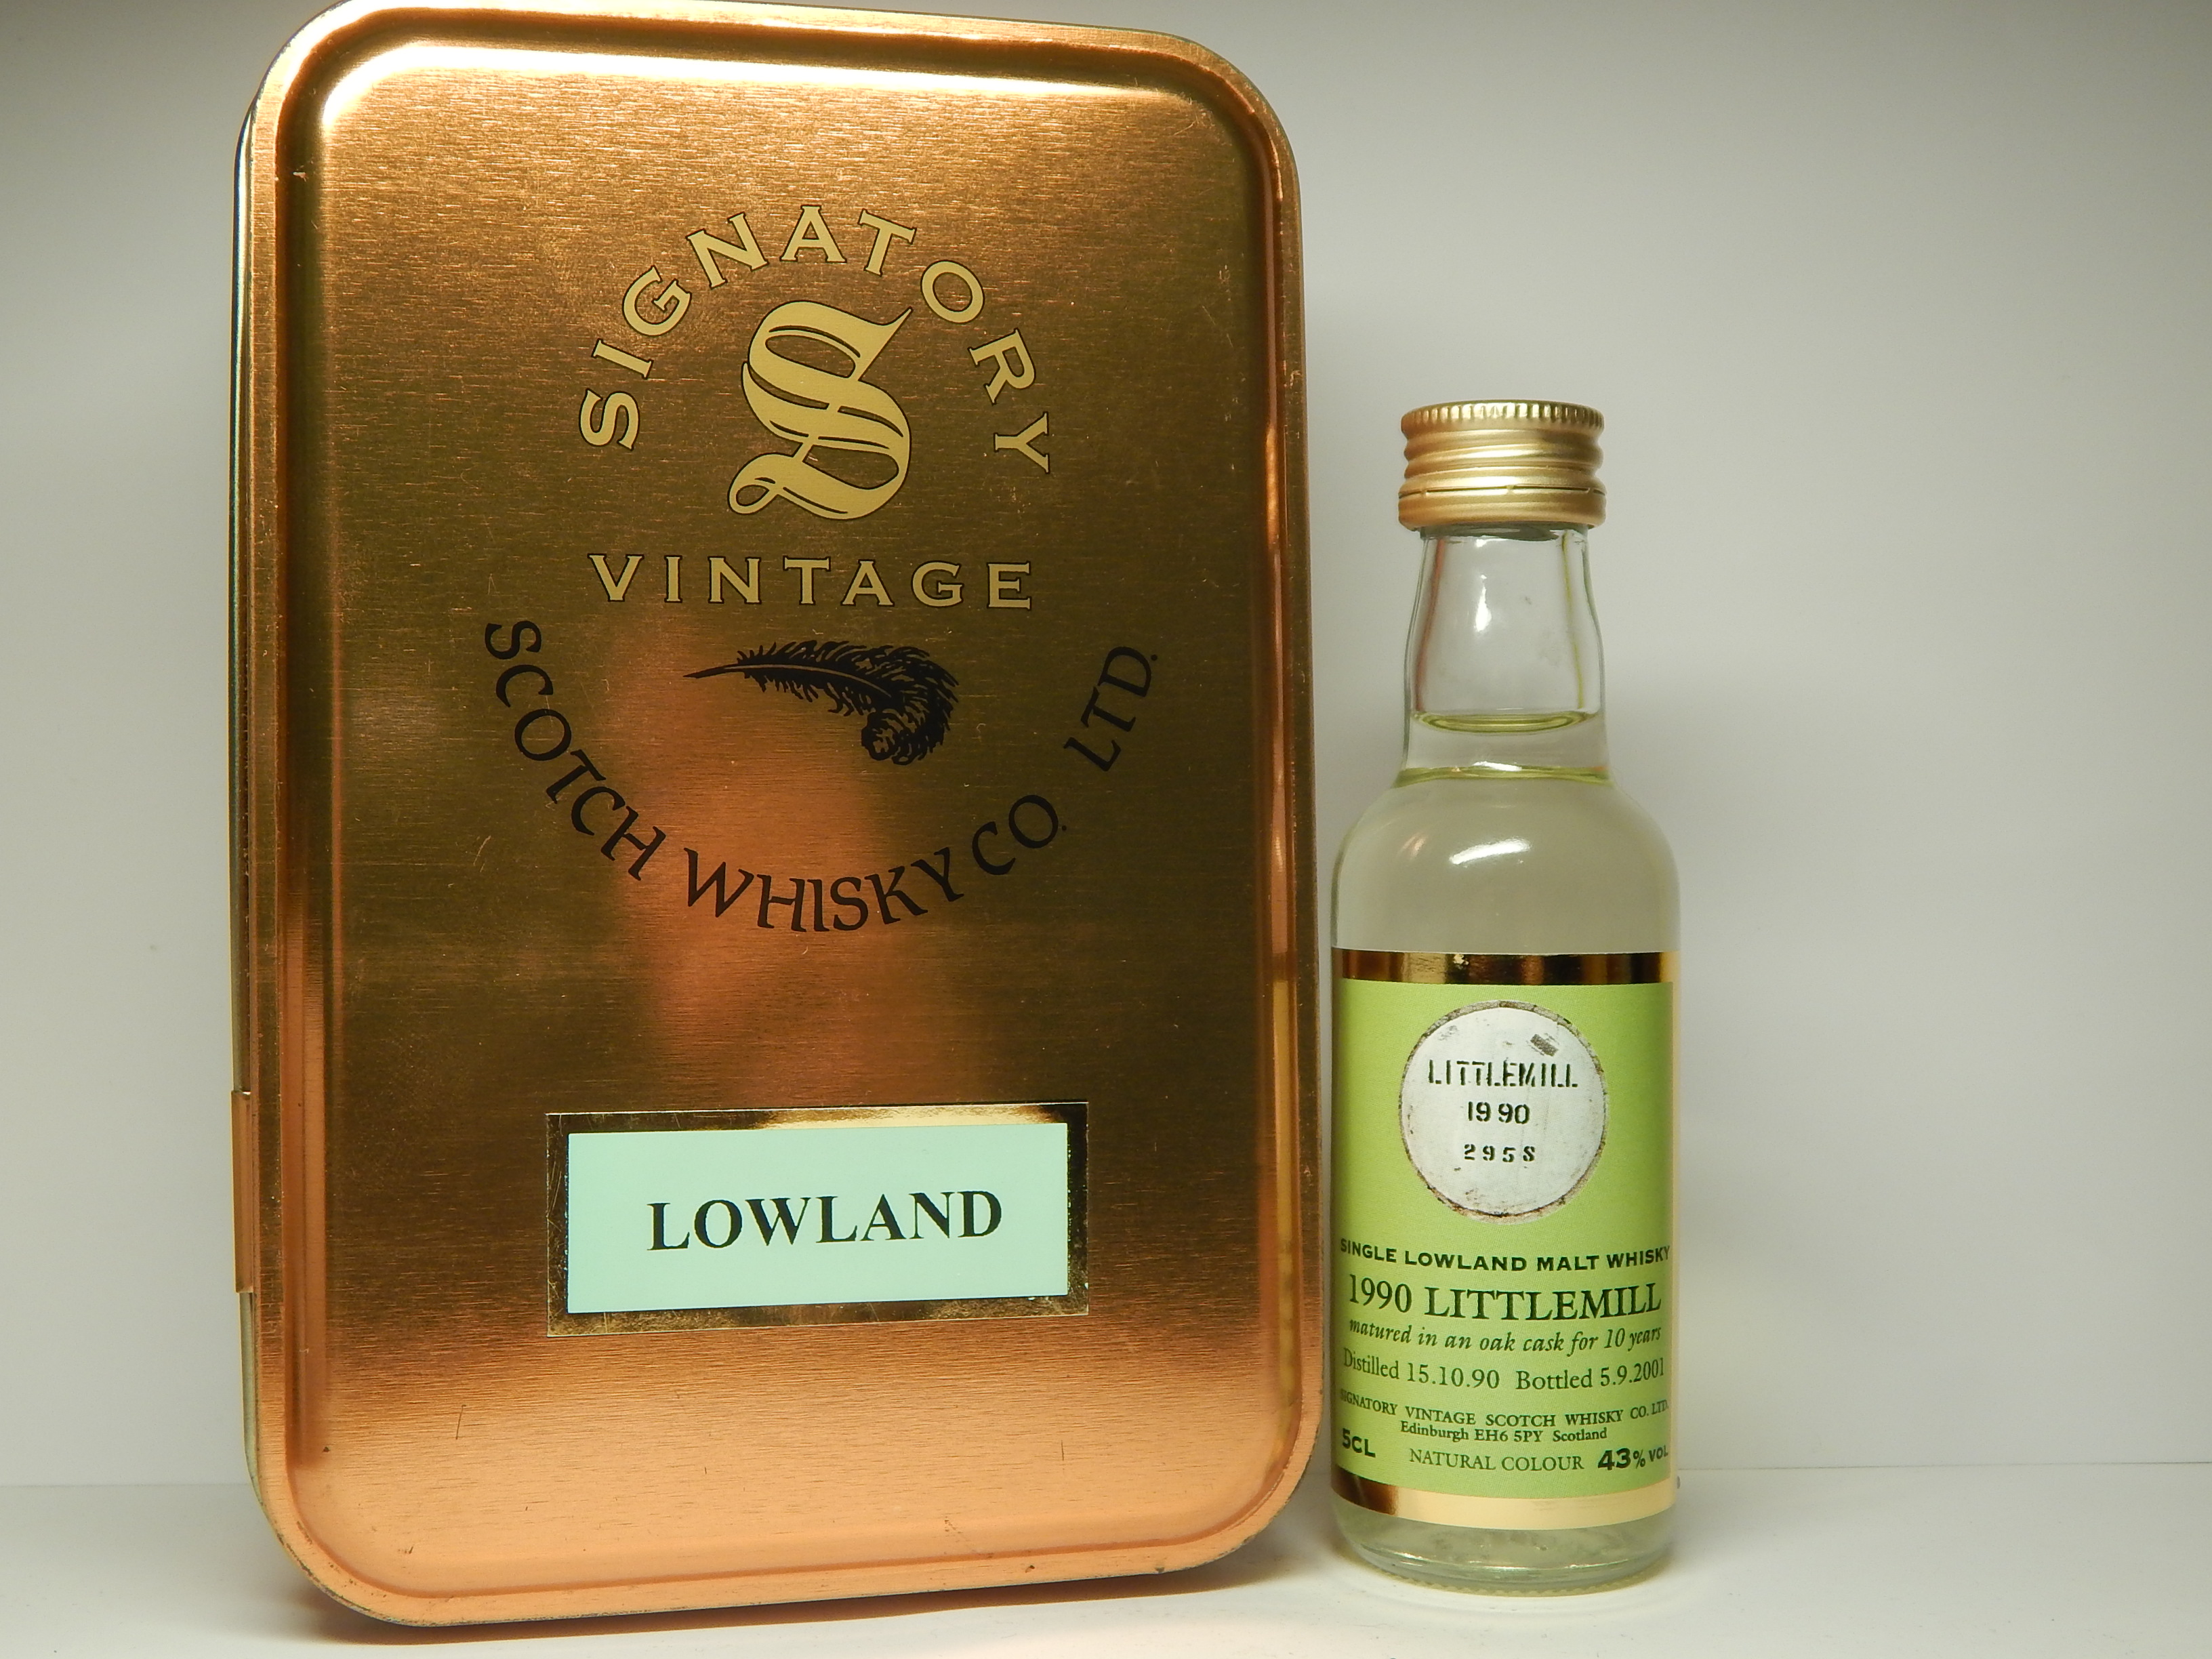 SIGNATORY
S
VINTAGE
SCOTCH WHISKY CO. LTD.
LOWLAND
LITTLEMILL
1990
2958
SINGLE LOWLAND MALT WHISKY
1990 LITTLEMILL
matured in an oak cask for 10 years
Distilled 15.10.90 Bottled 5.9.2001
SIGNATORY VINTAGE SCOTCH WHISKY CO. LTD.
Edinburgh EH6 5PY Scotland
5CL NATURAL COLOUR 43% VOL